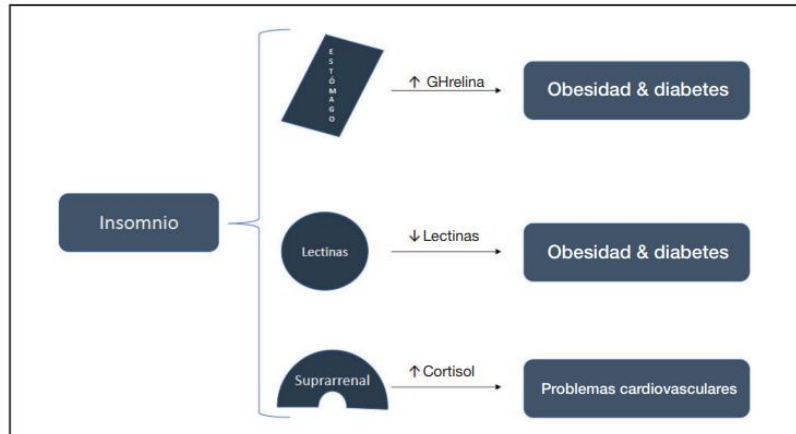 Insomnio
ESTÓMAGO
↑ GHrelina
Obesidad & diabetes
Lectinas
↓ Lectinas
Obesidad & diabetes
Suprarrenal
↑ Cortisol
Problemas cardiovasculares